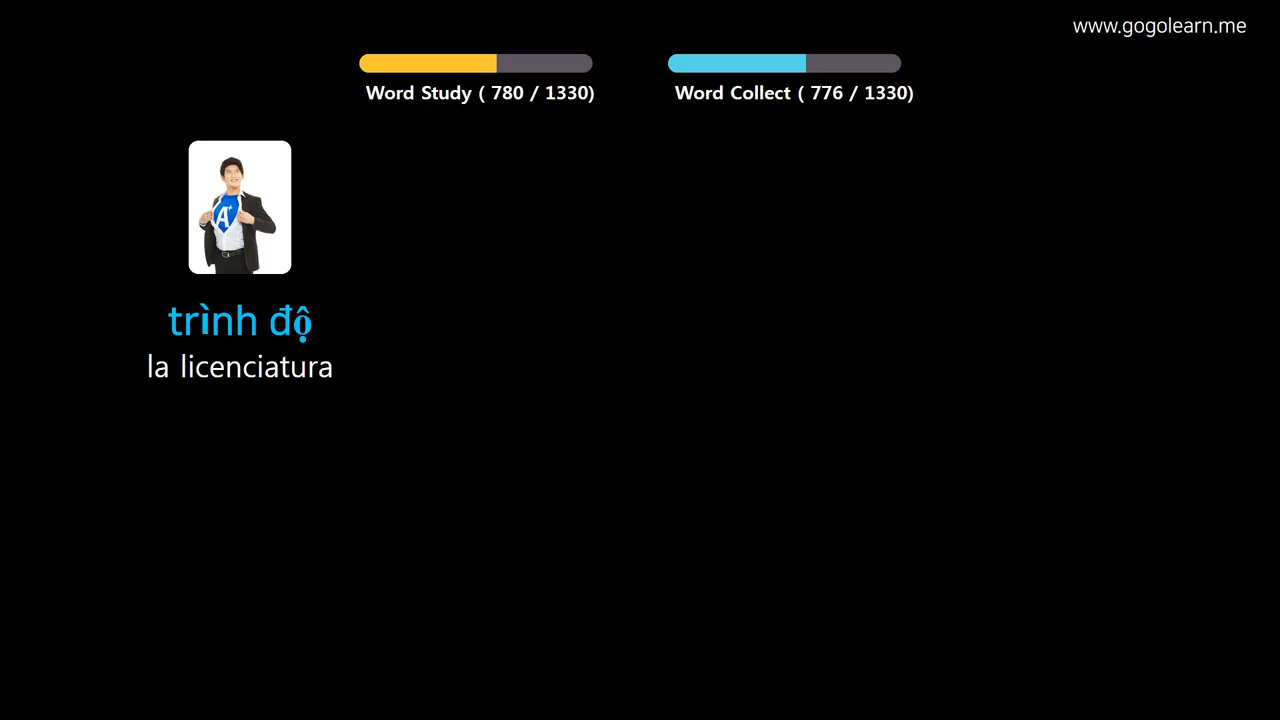 www.gogolearn.me
Word Study ( 780 / 1330)
Word Collect ( 776 / 1330)
A+
trình độ
la licenciatura